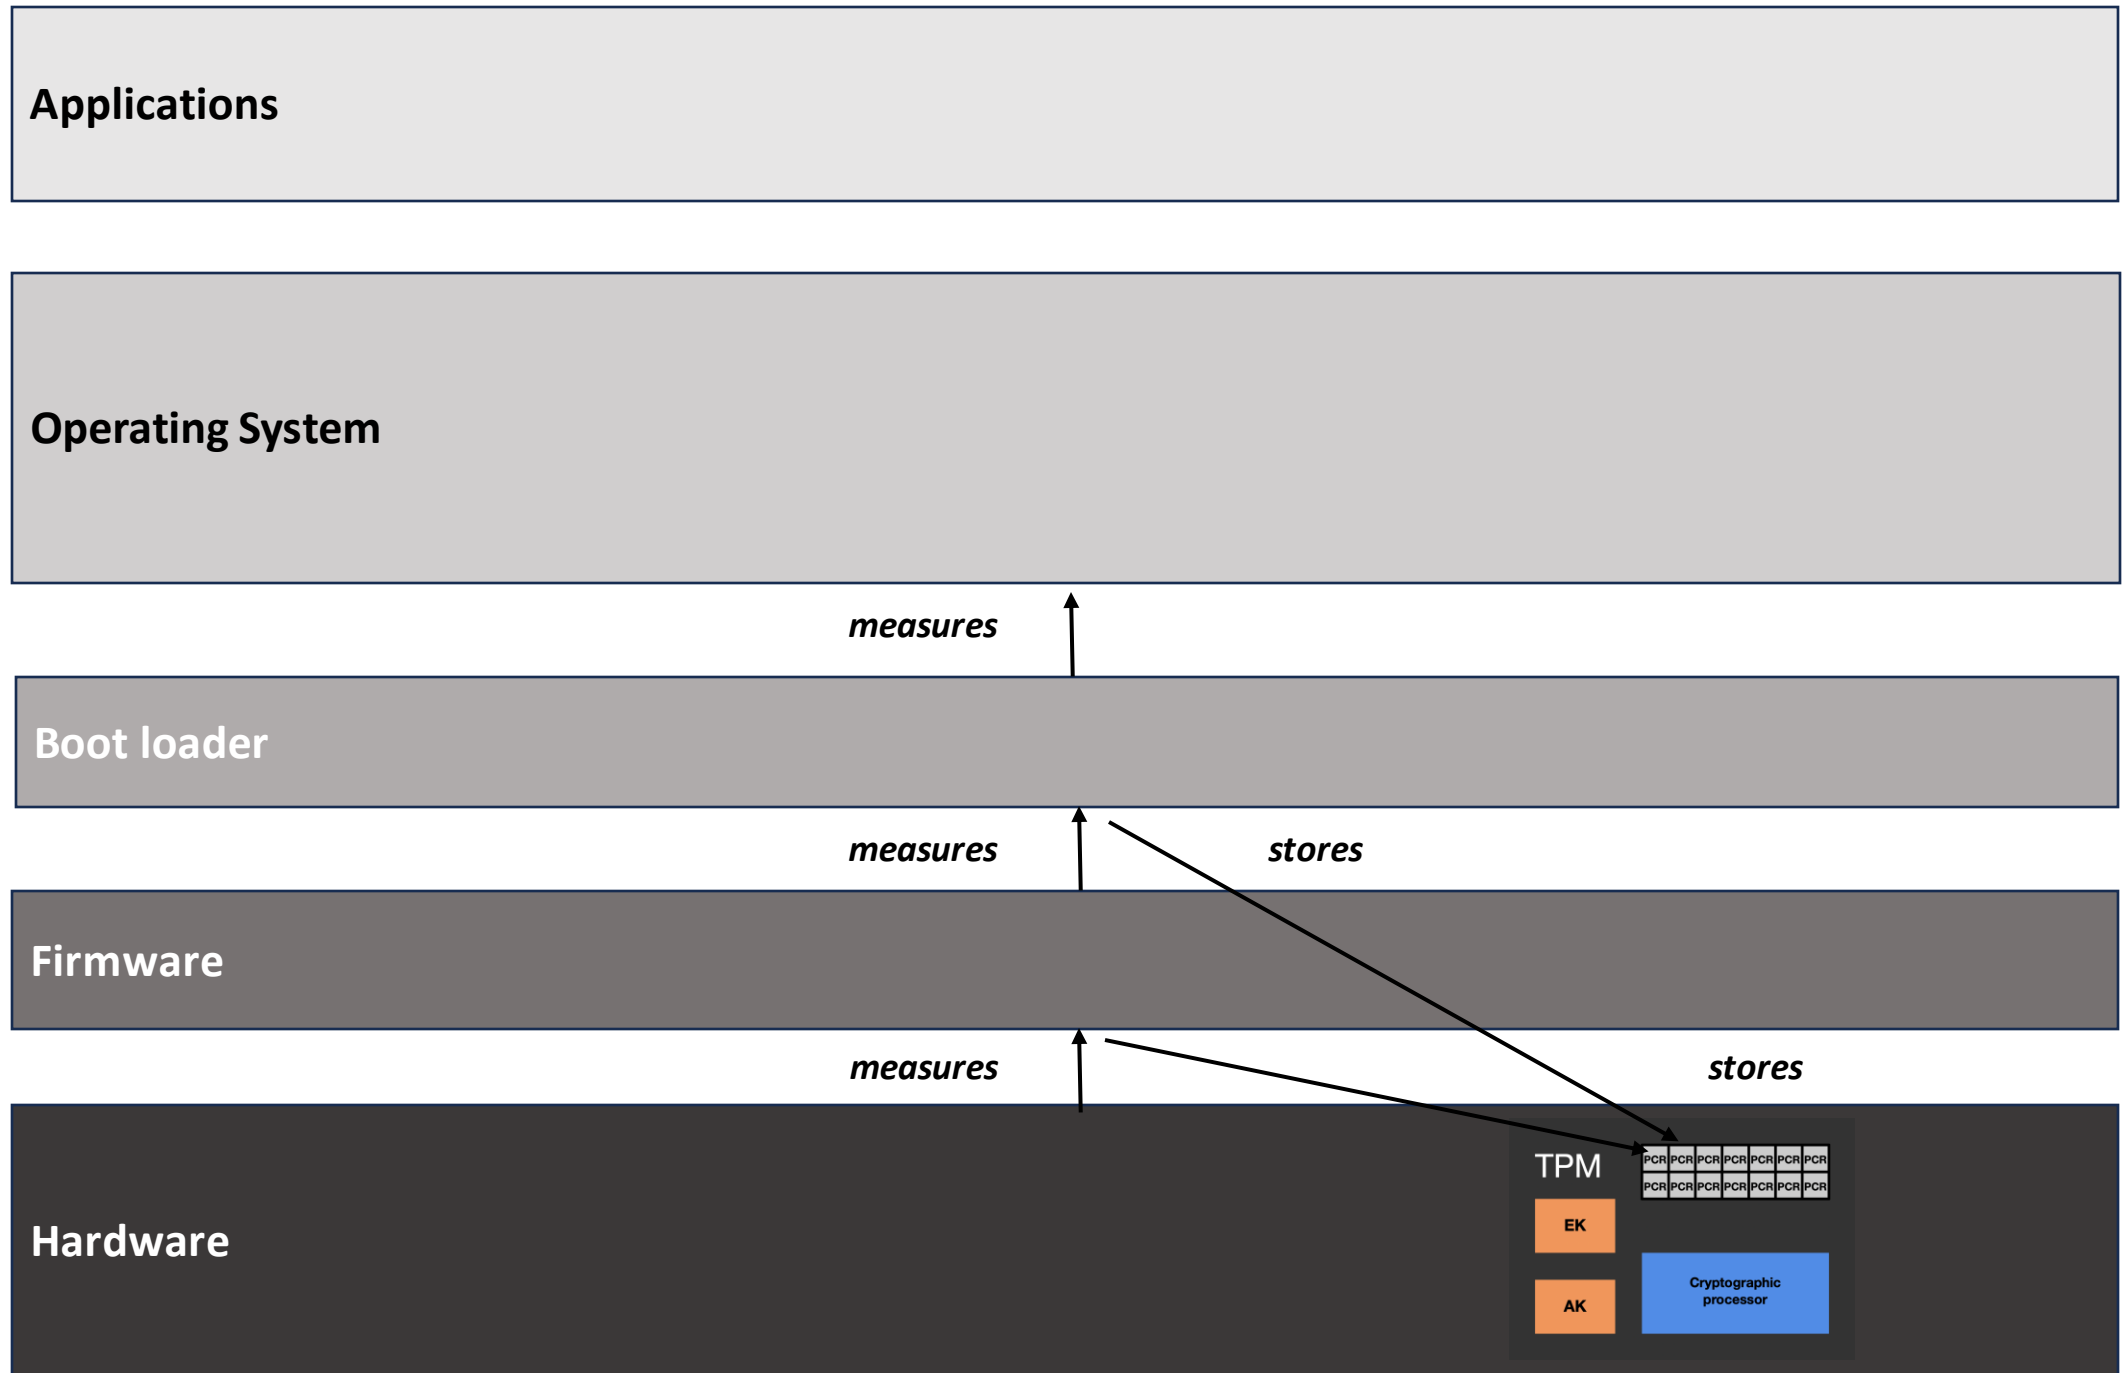 Applications
Operating System
measures
Boot loader
measures stores
Firmware
measures stores
Hardware
TPM
PCR PCR PCR PCR PCR PCR PCR
PCR PCR PCR PCR PCR PCR PCR
EK
AK
Cryptographic
processor